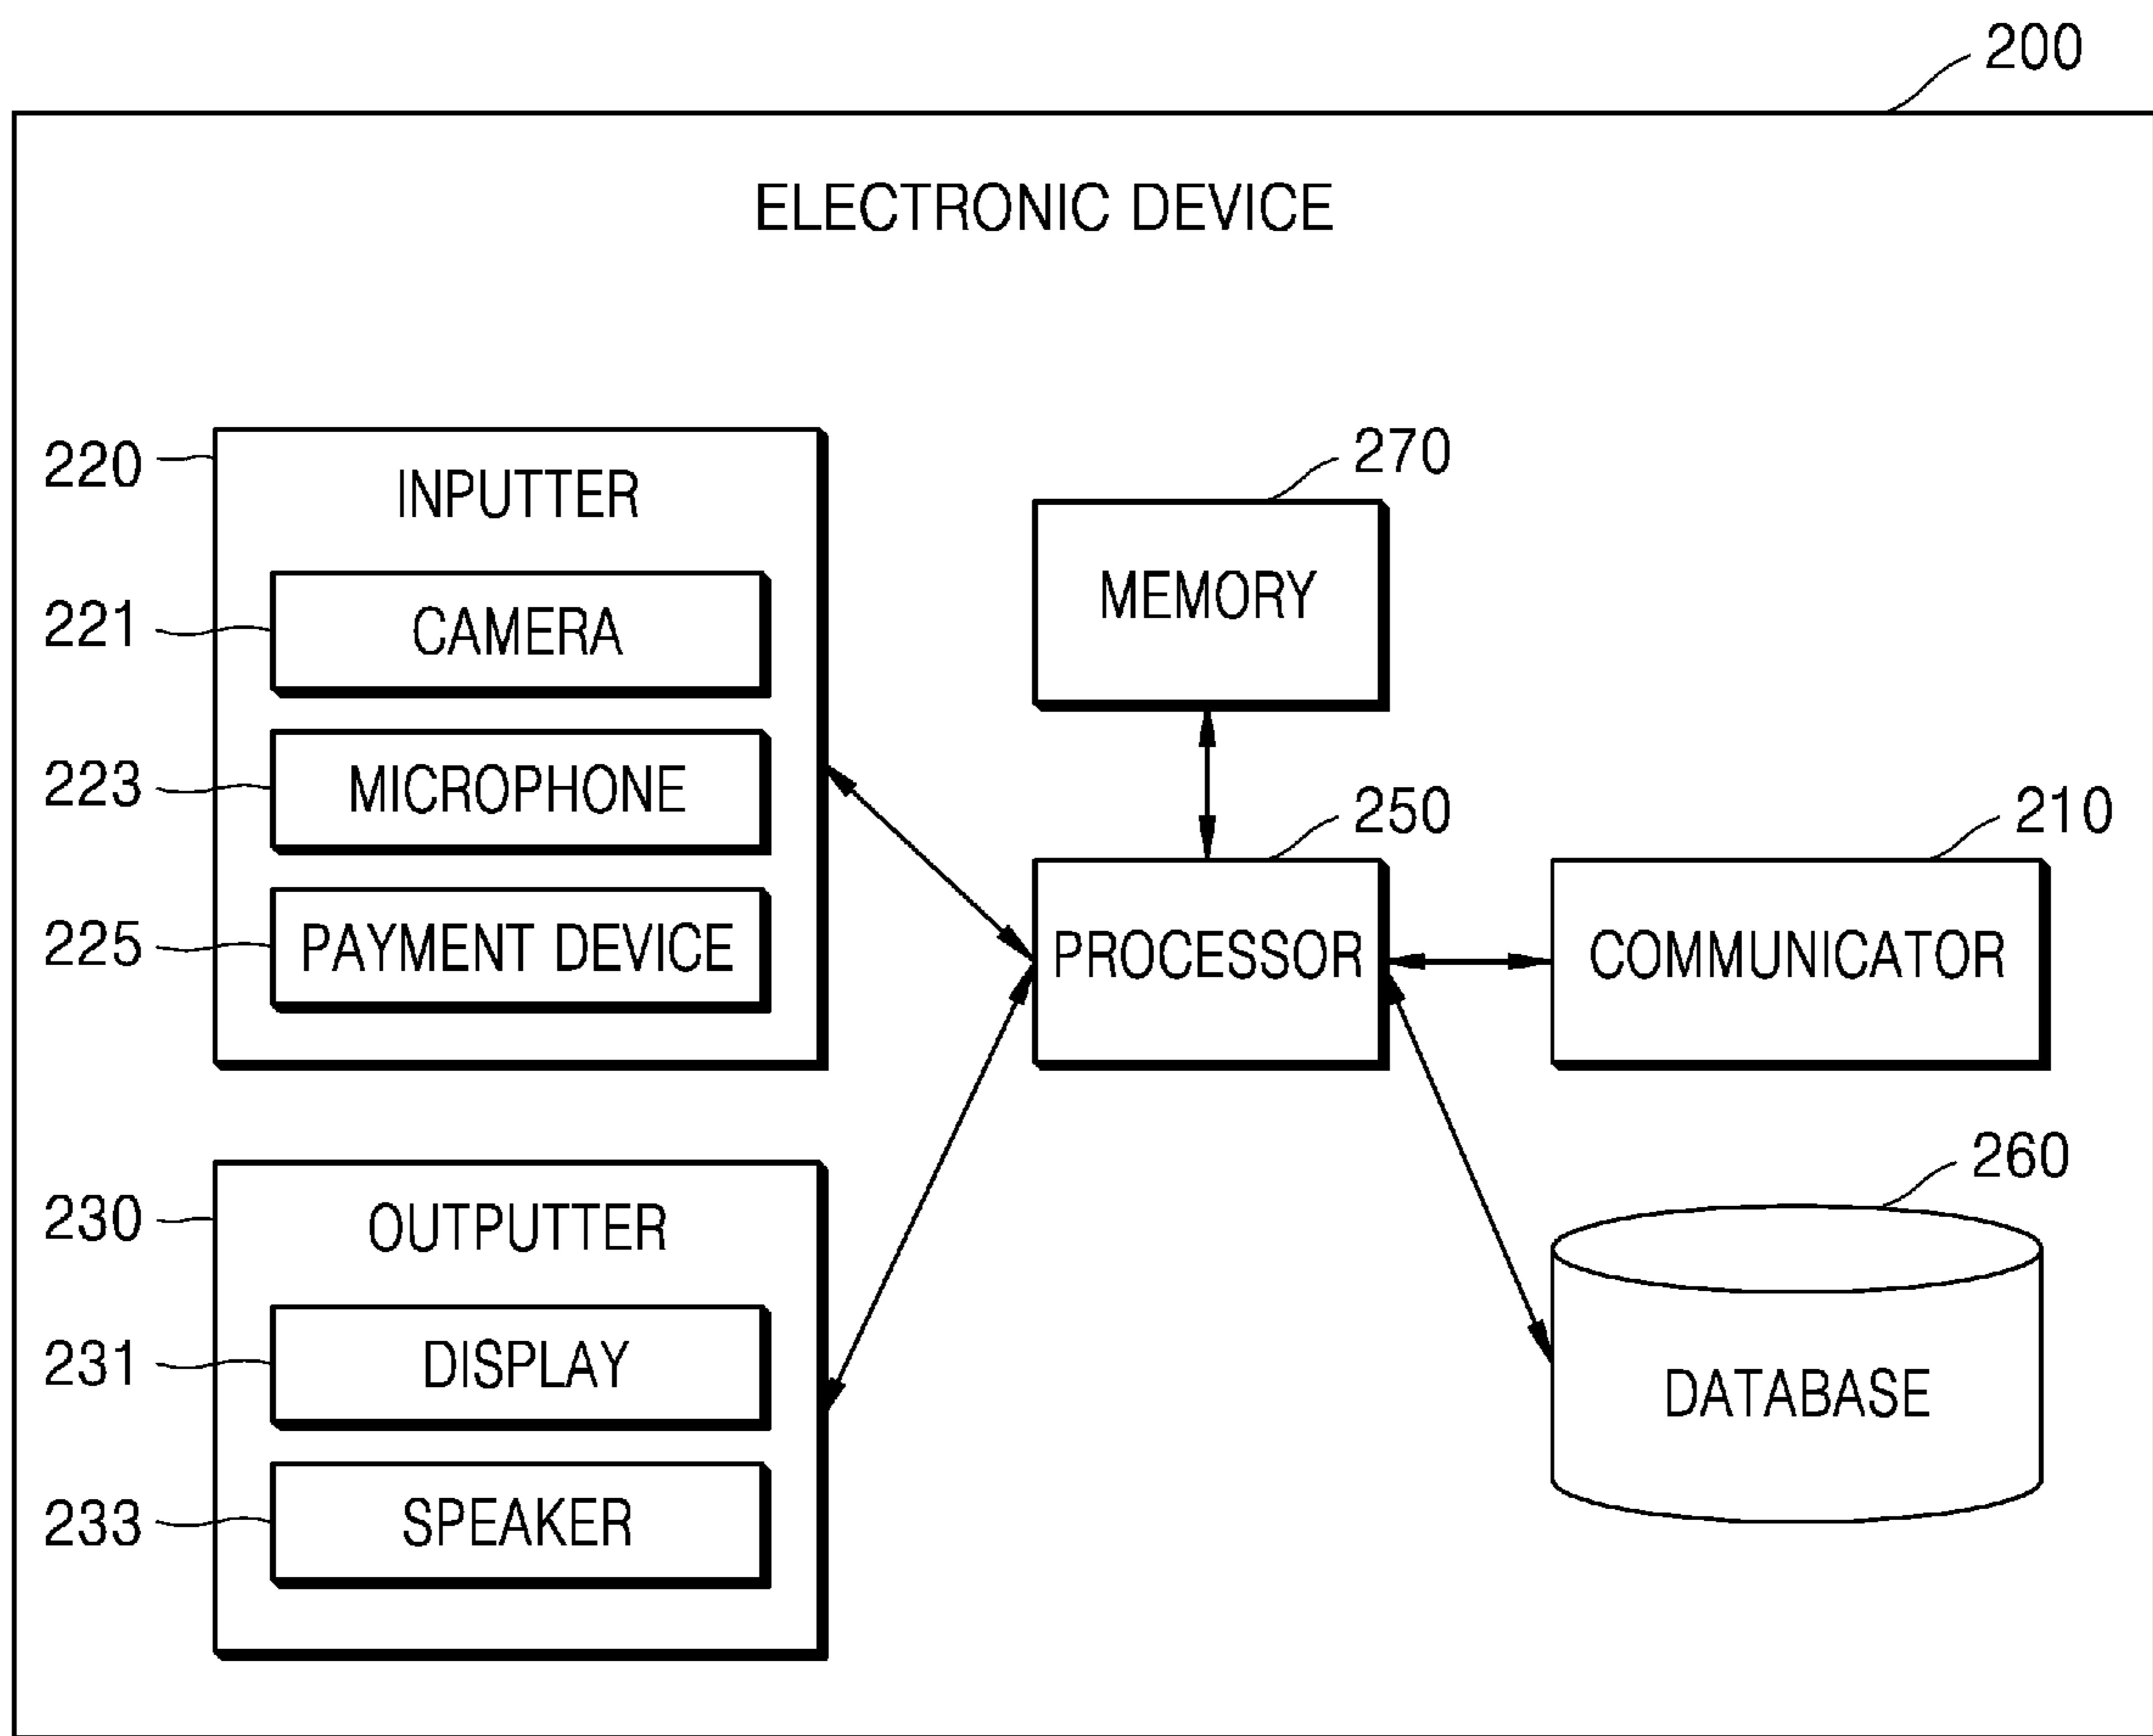 200
ELECTRONIC DEVICE
220
INPUTTER
221
CAMERA
223
MICROPHONE
225
PAYMENT DEVICE
270
MEMORY
250
PROCESSOR
210
COMMUNICATOR
230
OUTPUTTER
231
DISPLAY
233
SPEAKER
260
DATABASE